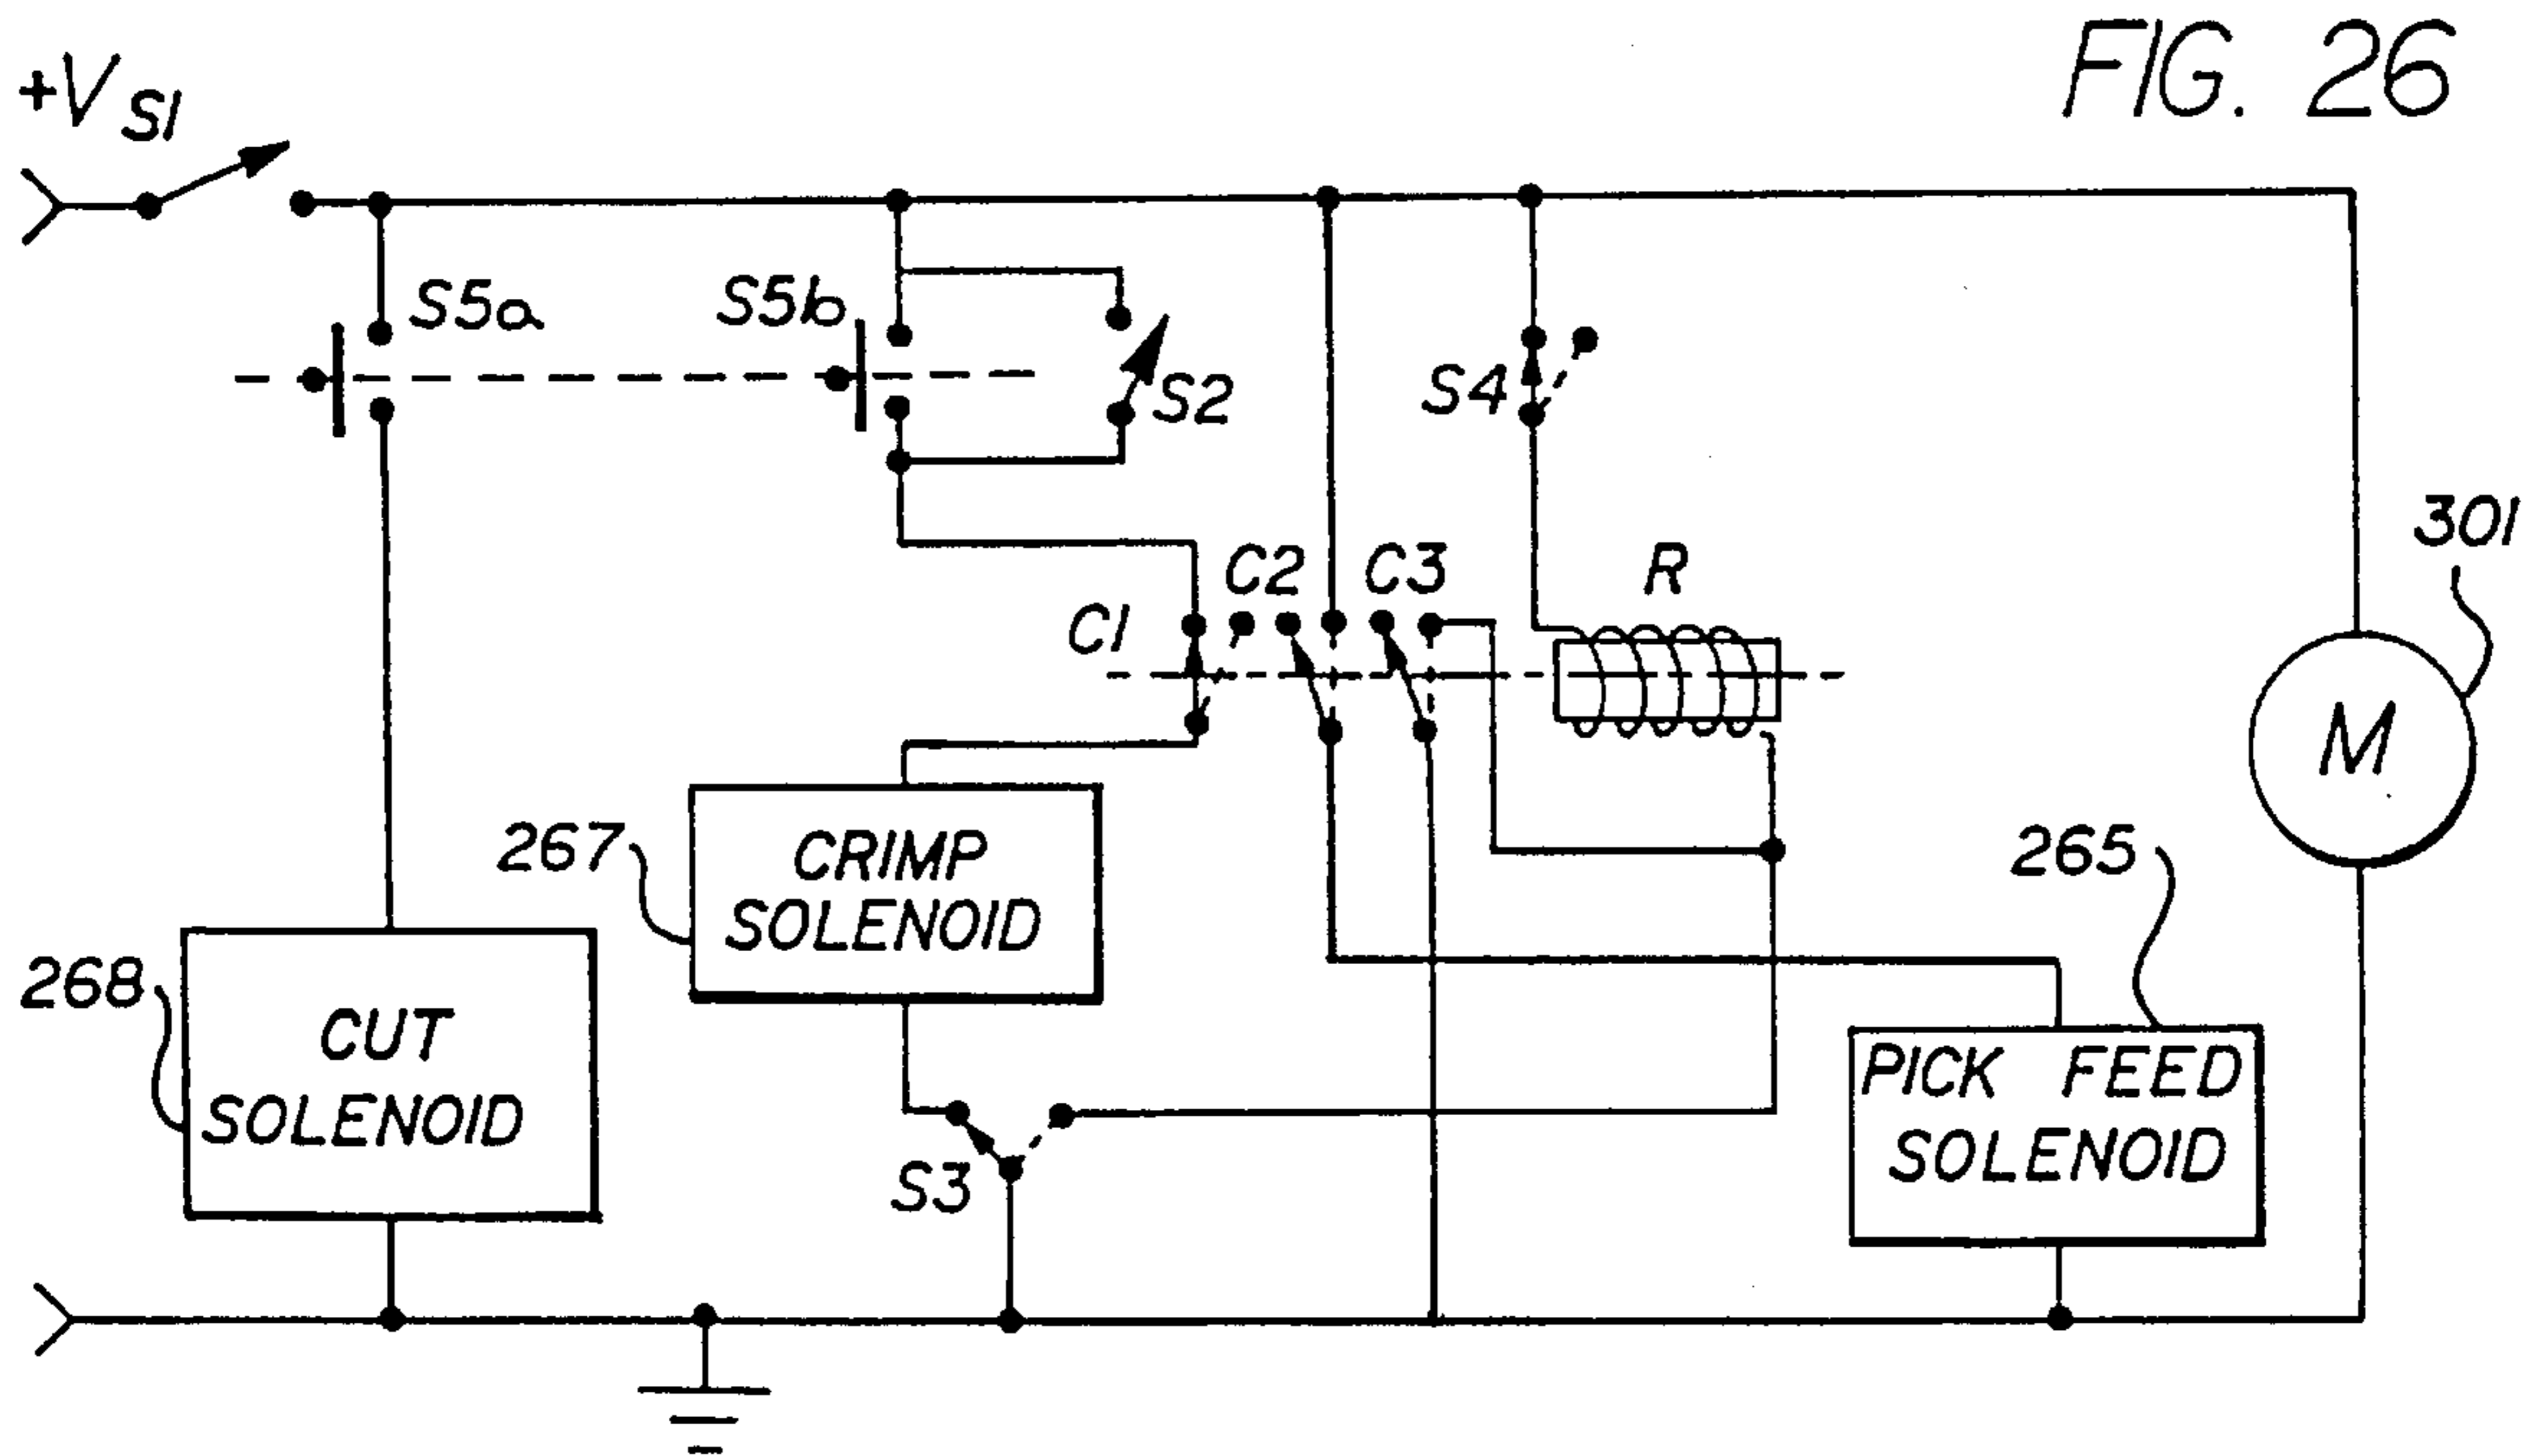 FIG. 26
+V S1
S5a
S5b
S2
S4
301
C2
C3
R
C1
M
267
CRIMP
SOLENOID
265
268
CUT
SOLENOID
PICK FEED
SOLENOID
S3